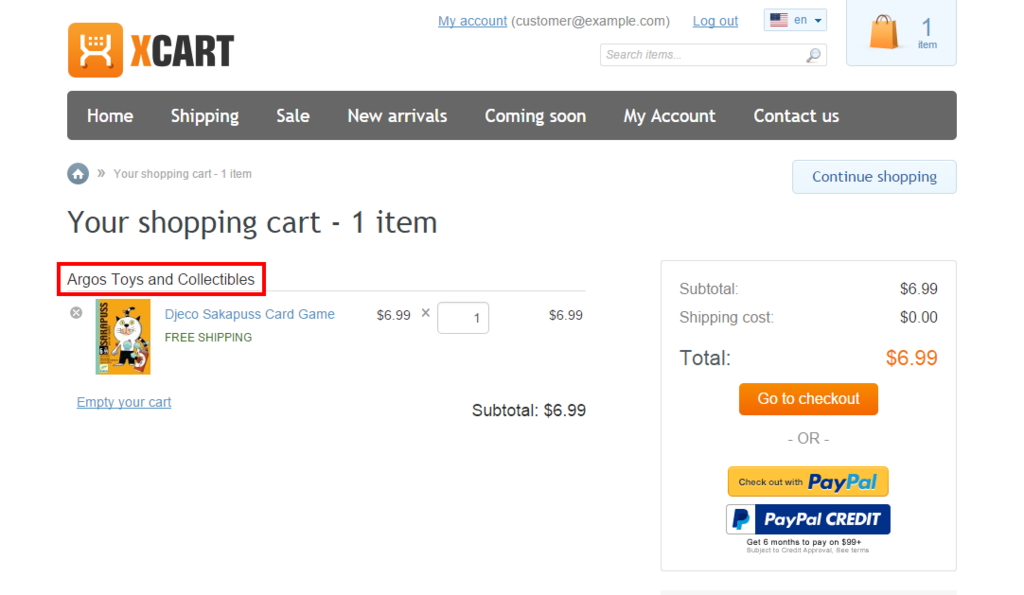 My account (customer@example.com) Log out en
1
item
XCART
Search items...
Home Shipping Sale New arrivals Coming soon My Account Contact us
» Your shopping cart - 1 item
Continue shopping
Your shopping cart - 1 item
Argos Toys and Collectibles
SAKAPUSS
Djeco Sakapuss Card Game $6.99 × 1 $6.99
FREE SHIPPING
Empty your cart
Subtotal: $6.99
Subtotal: $6.99
Shipping cost: $0.00
Total: $6.99
Go to checkout
- OR -
Check out with PayPal
PayPal CREDIT
Get 6 months to pay on $99+
Subject to Credit Approval, See terms